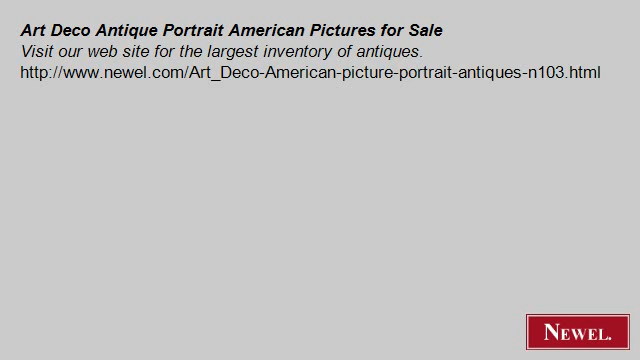 Art Deco Antique Portrait American Pictures for Sale
Visit our web site for the largest inventory of antiques.
http://www.newel.com/Art_Deco-American-picture-portrait-antiques-n103.html
NEWEL.